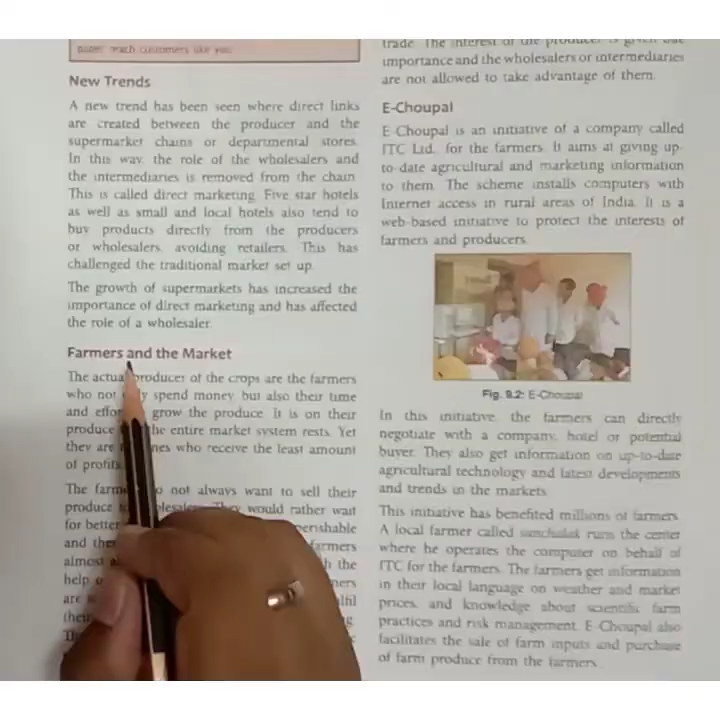 paper reach customers like you
New Trends
A new trend has been seen where direct links
are created between the producer and the
supermarket chains or departmental stores.
In this way, the role of the wholesalers and
the intermediaries is removed from the chain.
This is called direct marketing. Five star hotels
as well as small and local hotels also tend to
buy products directly from the producers
or wholesalers, avoiding retailers. This has
challenged the traditional market set up.
The growth of supermarkets has increased the
importance of direct marketing and has affected
the role of a wholesaler.
Farmers and the Market
The actual producer of the crops are the farmers
who not spend money but also their time
and grow the produce. It is on their
produce the entire market system rests. Yet
they are who receive the least amount
of profits
The not always want to sell their
produce They would rather wait
for better perishable
and farmers
almost the
help
are
trade. The interest of the producer is given
importance and the wholesalers or intermediaries
are not allowed to take advantage of them.
E-Choupal
E-Choupal is an initiative of a company called
ITC Ltd. for the farmers. It aims at giving up-
to-date agricultural and marketing information
to them. The scheme installs computers with
Internet access in rural areas of India. It is a
web-based initiative to protect the interests of
farmers and producers.
Fig. 9.2: E-Choupal
In this initiative, the farmers can directly
negotiate with a company, hotel or potential
buyer. They also get information on up-to-date
agricultural technology and latest developments
and trends in the markets.
This initiative has benefited millions of farmers.
A local farmer called sanchalak runs the center
where he operates the computer on behalf of
ITC for the farmers. The farmers get information
in their local language on weather and market
prices, and knowledge about scientific farm
practices and risk management. E-Choupal also
facilitates the sale of farm inputs and purchase
of farm produce from the farmers.